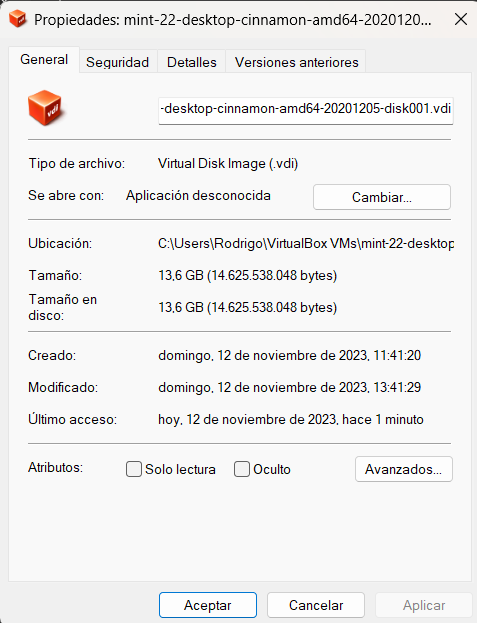 Propiedades: mint-22-desktop-cinnamon-amd64-2020120...
General Seguridad Detalles Versiones anteriores
vdi
-desktop-cinnamon-amd64-20201205-disk001.vdi
Tipo de archivo: Virtual Disk Image (.vdi)
Se abre con: Aplicación desconocida Cambiar...
Ubicación: C:\Users\Rodrigo\VirtualBox VMs\mint-22-desktop
Tamaño: 13,6 GB (14.625.538.048 bytes)
Tamaño en
disco: 13,6 GB (14.625.538.048 bytes)
Creado: domingo, 12 de noviembre de 2023, 11:41:20
Modificado: domingo, 12 de noviembre de 2023, 13:41:29
Último acceso: hoy, 12 de noviembre de 2023, hace 1 minuto
Atributos: Solo lectura Oculto Avanzados...
Aceptar Cancelar Aplicar